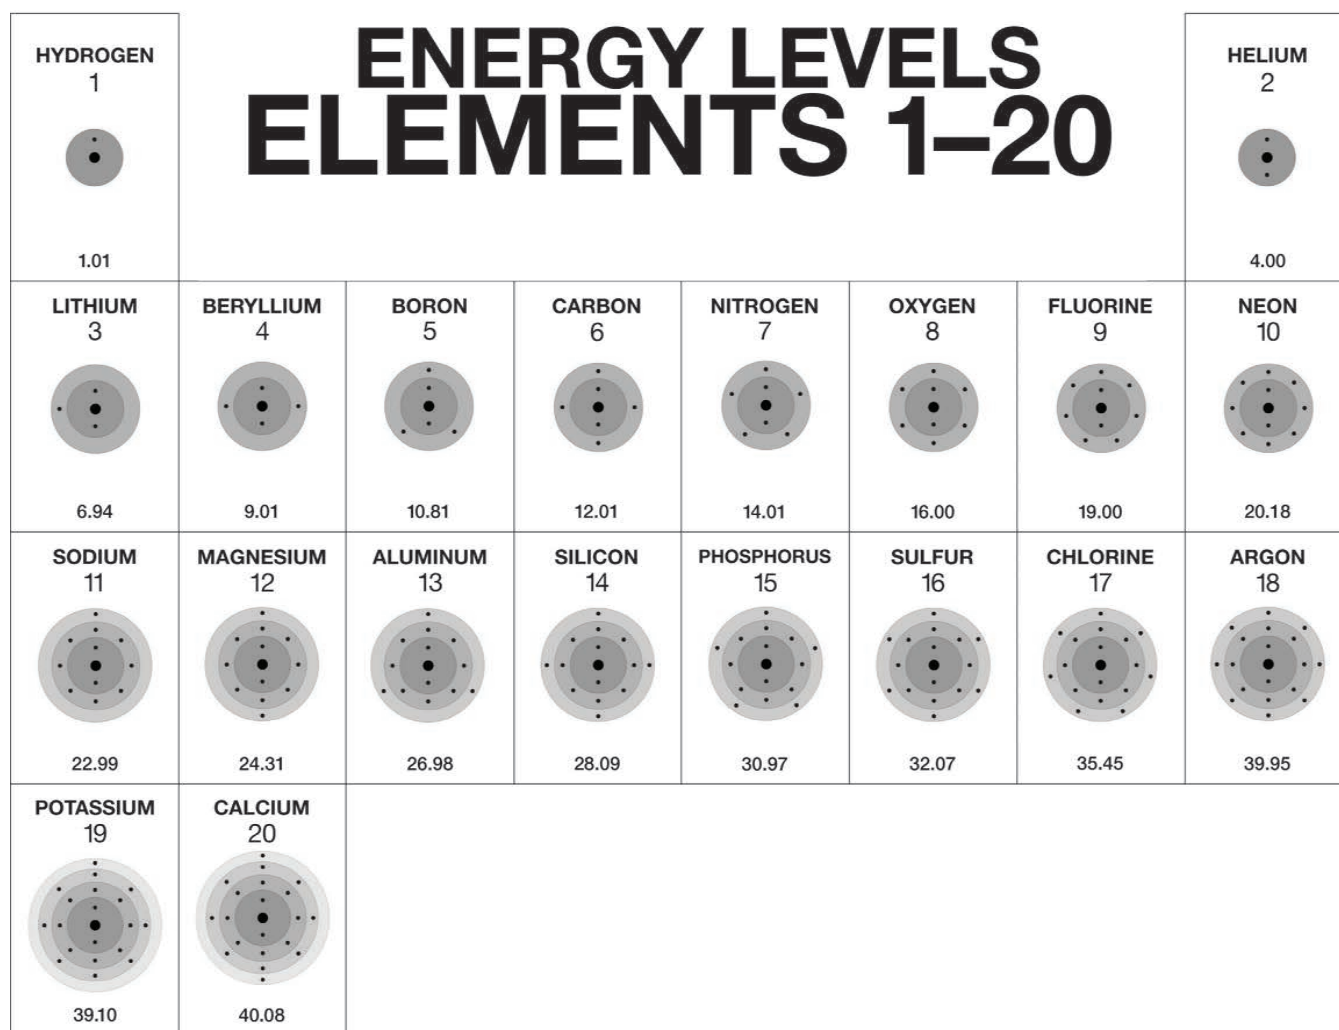 ENERGY LEVELS
ELEMENTS 1–20
HYDROGEN
1
1.01
HELIUM
2
4.00
LITHIUM
3
6.94
BERYLLIUM
4
9.01
BORON
5
10.81
CARBON
6
12.01
NITROGEN
7
14.01
OXYGEN
8
16.00
FLUORINE
9
19.00
NEON
10
20.18
SODIUM
11
22.99
MAGNESIUM
12
24.31
ALUMINUM
13
26.98
SILICON
14
28.09
PHOSPHORUS
15
30.97
SULFUR
16
32.07
CHLORINE
17
35.45
ARGON
18
39.95
POTASSIUM
19
39.10
CALCIUM
20
40.08